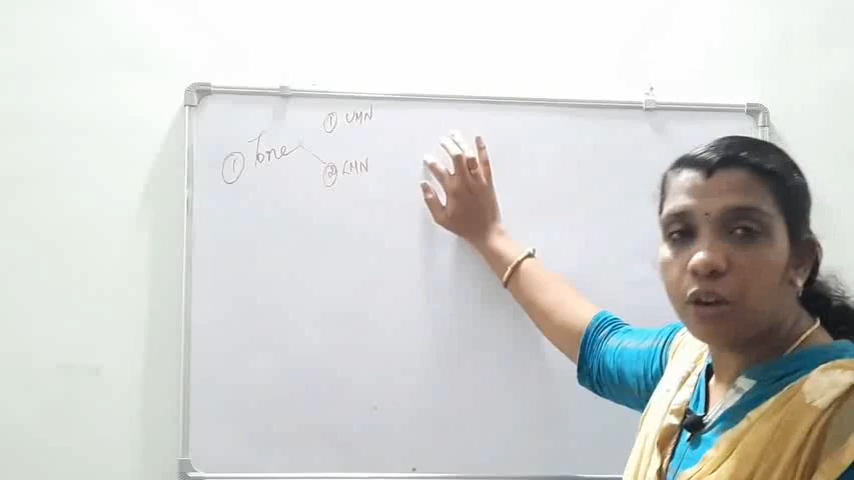 ① UMN
① Tone
② LMN